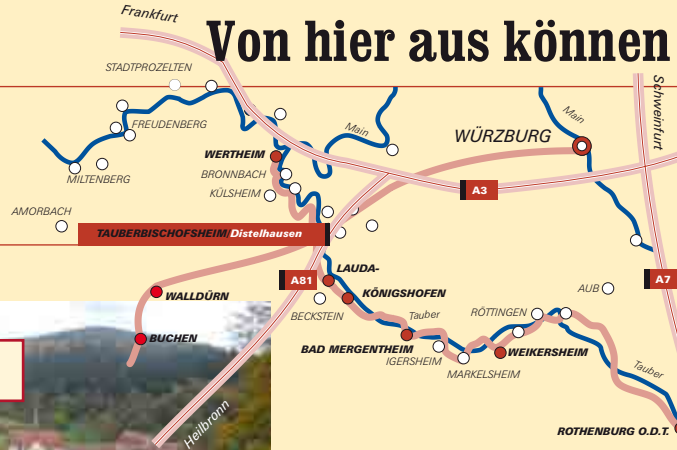 Frankfurt
Von hier aus können
STADTPROZELTEN
Schweinfurt
FREUDENBERG
Main
Main
WÜRZBURG
WERTHEIM
BRONNBACH
MILTENBERG
KÜLSHEIM
A3
AMORBACH
TAUBERBISCHOFSHEIM/Distelhausen
LAUDA-
A81
A7
KÖNIGSHOFEN
AUB
WALLDÜRN
BECKSTEIN
Tauber
RÖTTINGEN
BUCHEN
BAD MERGENTHEIM
IGERSHEIM
WEIKERSHEIM
MARKELSHEIM
Tauber
Heilbronn
ROTHENBURG O.D.T.